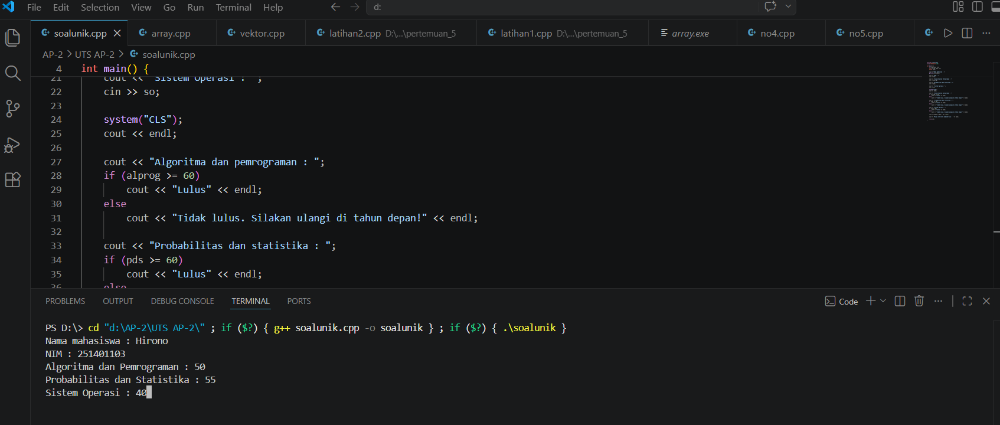 File Edit Selection View Go Run Terminal Help d:
soalunik.cpp array.cpp vektor.cpp latihan2.cpp D:\...\pertemuan_5 latihan1.cpp D:\...\pertemuan_5 array.exe no4.cpp no5.cpp
AP-2 > UTS AP-2 > soalunik.cpp
4 int main() {
21 cout << "Sistem Operasi : ";
22 cin >> so;
23
24 system("CLS");
25 cout << endl;
26
27 cout << "Algoritma dan pemrograman : ";
28 if (alprog >= 60)
29 cout << "Lulus" << endl;
30 else
31 cout << "Tidak lulus. Silakan ulangi di tahun depan!" << endl;
32
33 cout << "Probabilitas dan statistika : ";
34 if (pds >= 60)
35 cout << "Lulus" << endl;
36 else
PROBLEMS OUTPUT DEBUG CONSOLE TERMINAL PORTS Code
PS D:\> cd "d:\AP-2\UTS AP-2\" ; if ($?) { g++ soalunik.cpp -o soalunik } ; if ($?) { .\soalunik }
Nama mahasiswa : Hirono
NIM : 251401103
Algoritma dan Pemrograman : 50
Probabilitas dan Statistika : 55
Sistem Operasi : 40